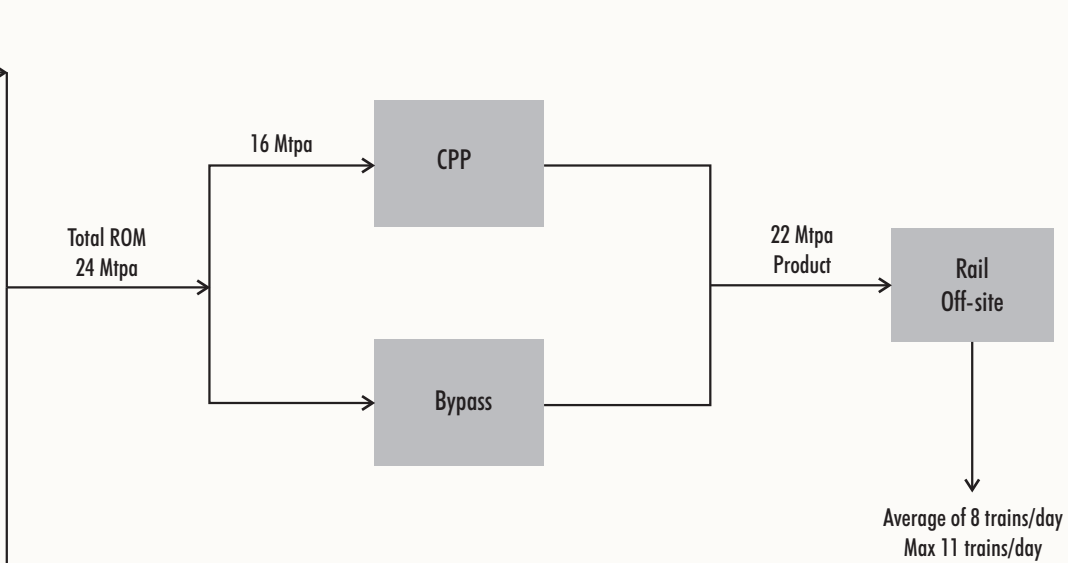 16 Mtpa
CPP
Total ROM
24 Mtpa
22 Mtpa
Product
Rail
Off-site
Bypass
Average of 8 trains/day
Max 11 trains/day